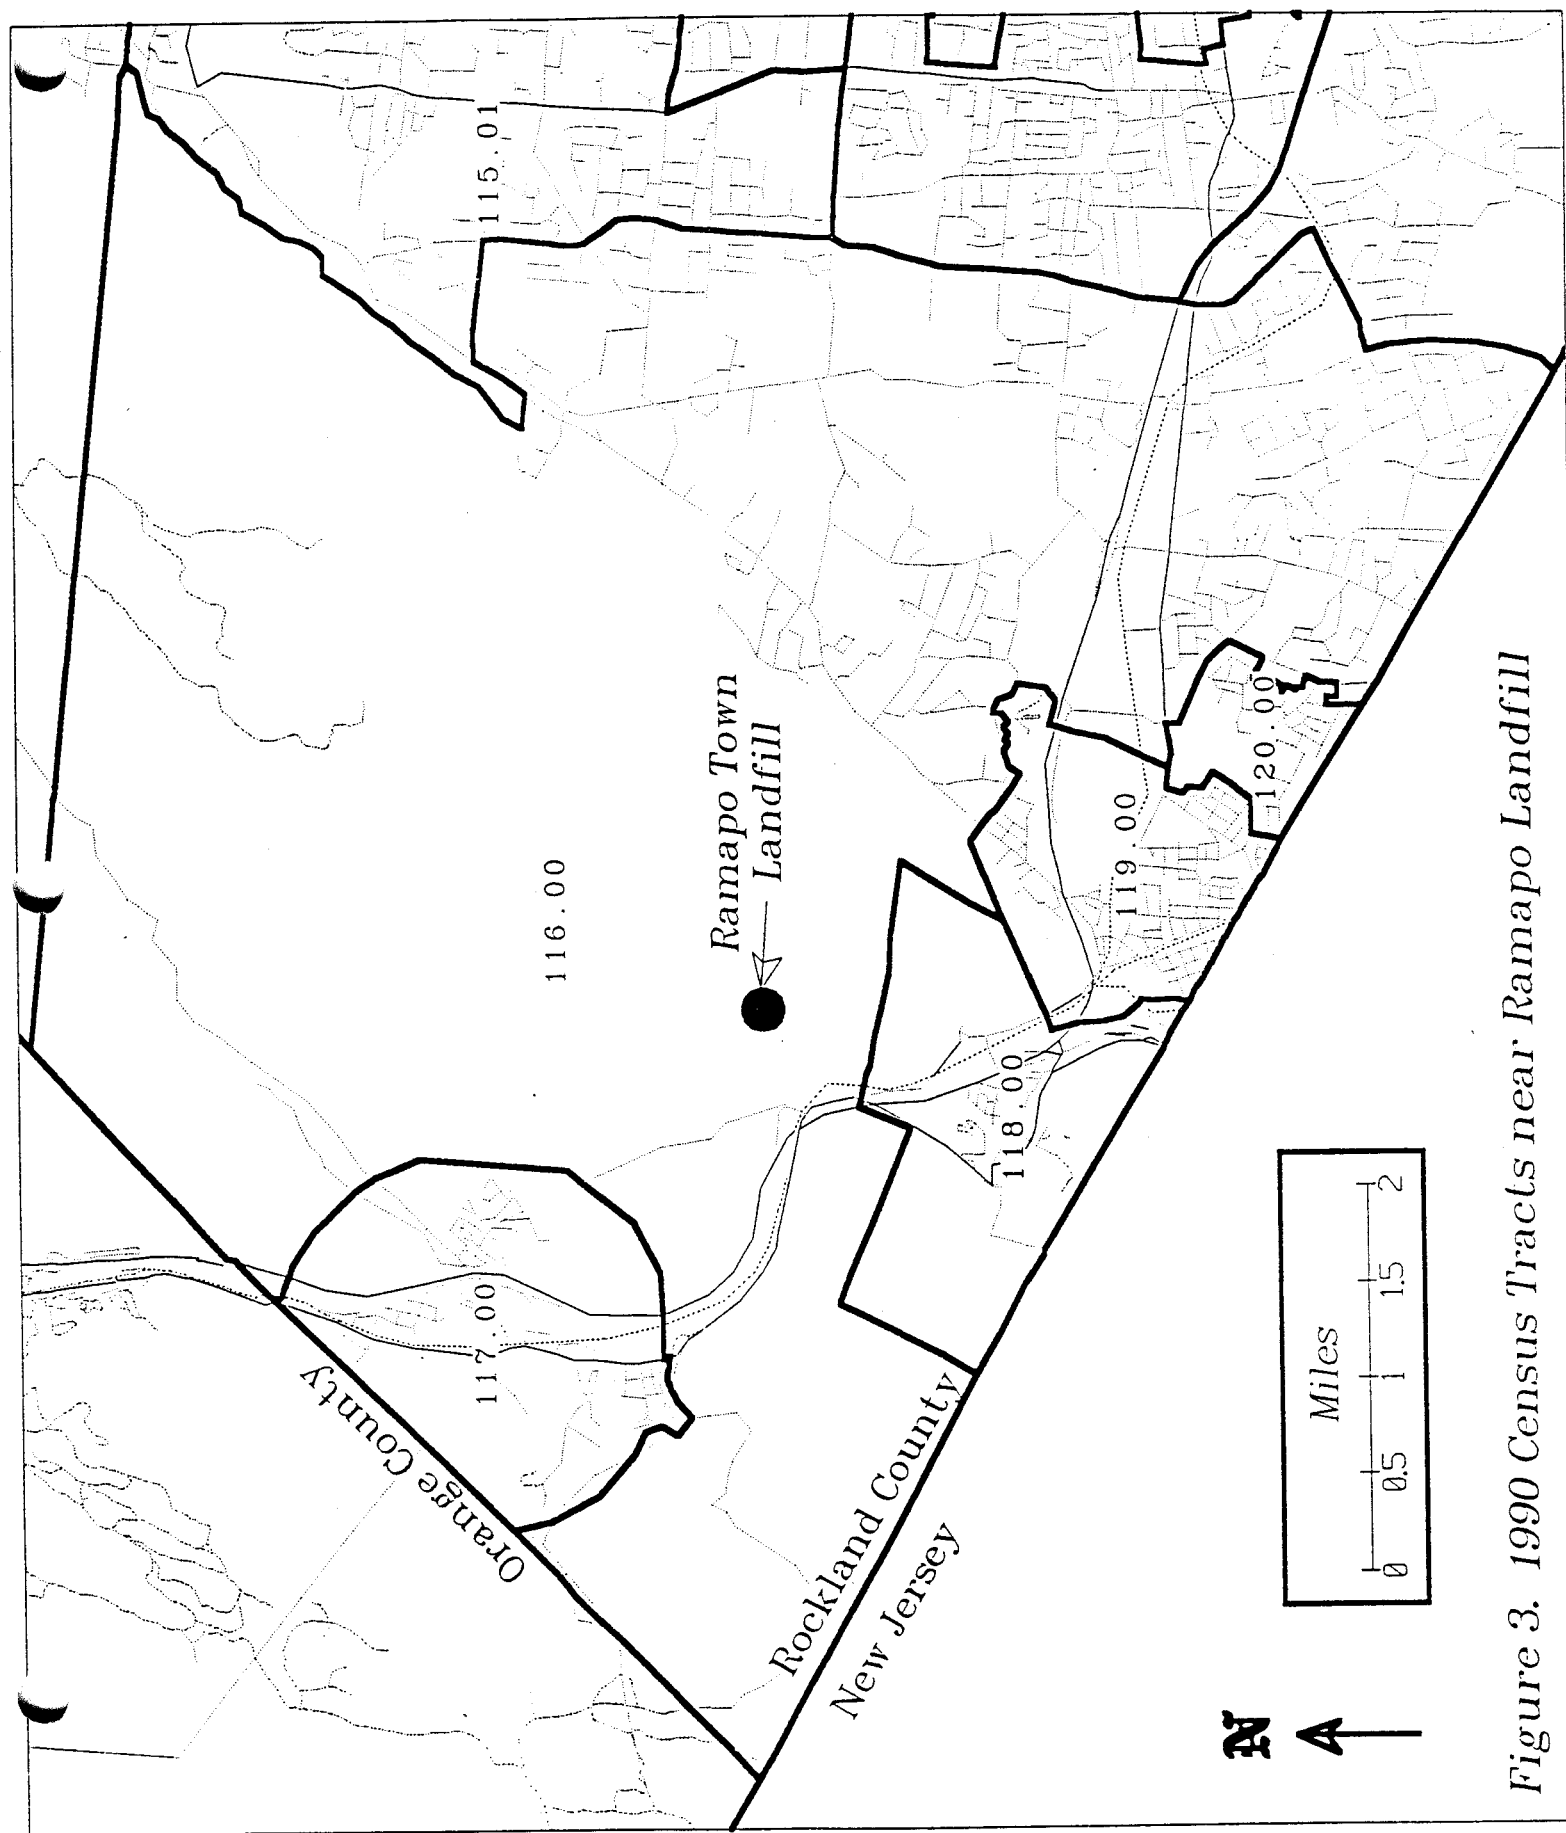 Orange County
117.00
116.00
115.01
Ramapo Town
Landfill
Rockland County
New Jersey
118.00
119.00
120.00
N
Miles
0 0.5 1 1.5 2
Figure 3. 1990 Census Tracts near Ramapo Landfill